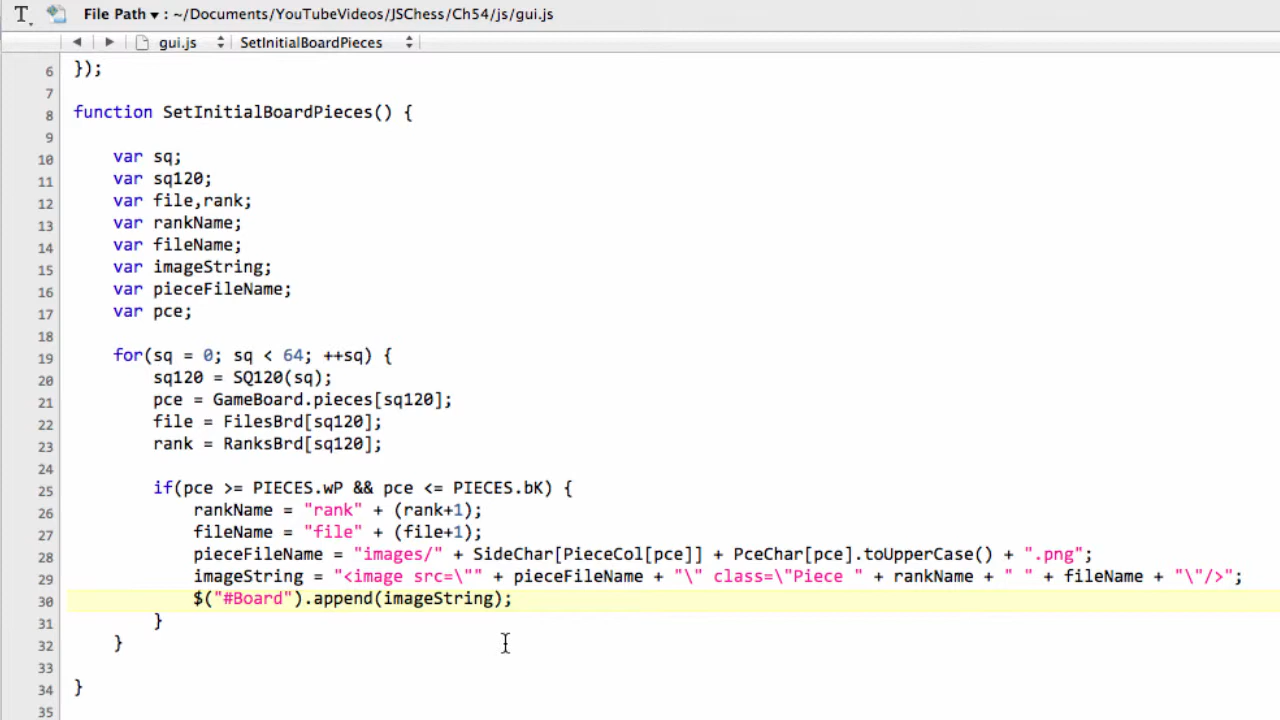 T File Path ▾ : ~/Documents/YouTubeVideos/JSChess/Ch54/js/gui.js
gui.js SetInitialBoardPieces
6 });
7
8 function SetInitialBoardPieces() {
9
10 var sq;
11 var sq120;
12 var file,rank;
13 var rankName;
14 var fileName;
15 var imageString;
16 var pieceFileName;
17 var pce;
18
19 for(sq = 0; sq < 64; ++sq) {
20 sq120 = SQ120(sq);
21 pce = GameBoard.pieces[sq120];
22 file = FilesBrd[sq120];
23 rank = RanksBrd[sq120];
24
25 if(pce >= PIECES.wP && pce <= PIECES.bK) {
26 rankName = "rank" + (rank+1);
27 fileName = "file" + (file+1);
28 pieceFileName = "images/" + SideChar[PieceCol[pce]] + PceChar[pce].toUpperCase() + ".png";
29 imageString = "<image src=\"" + pieceFileName + "\" class=\"Piece " + rankName + " " + fileName + "\"/>";
30 $("#Board").append(imageString);
31 }
32 }
33
34 }
35